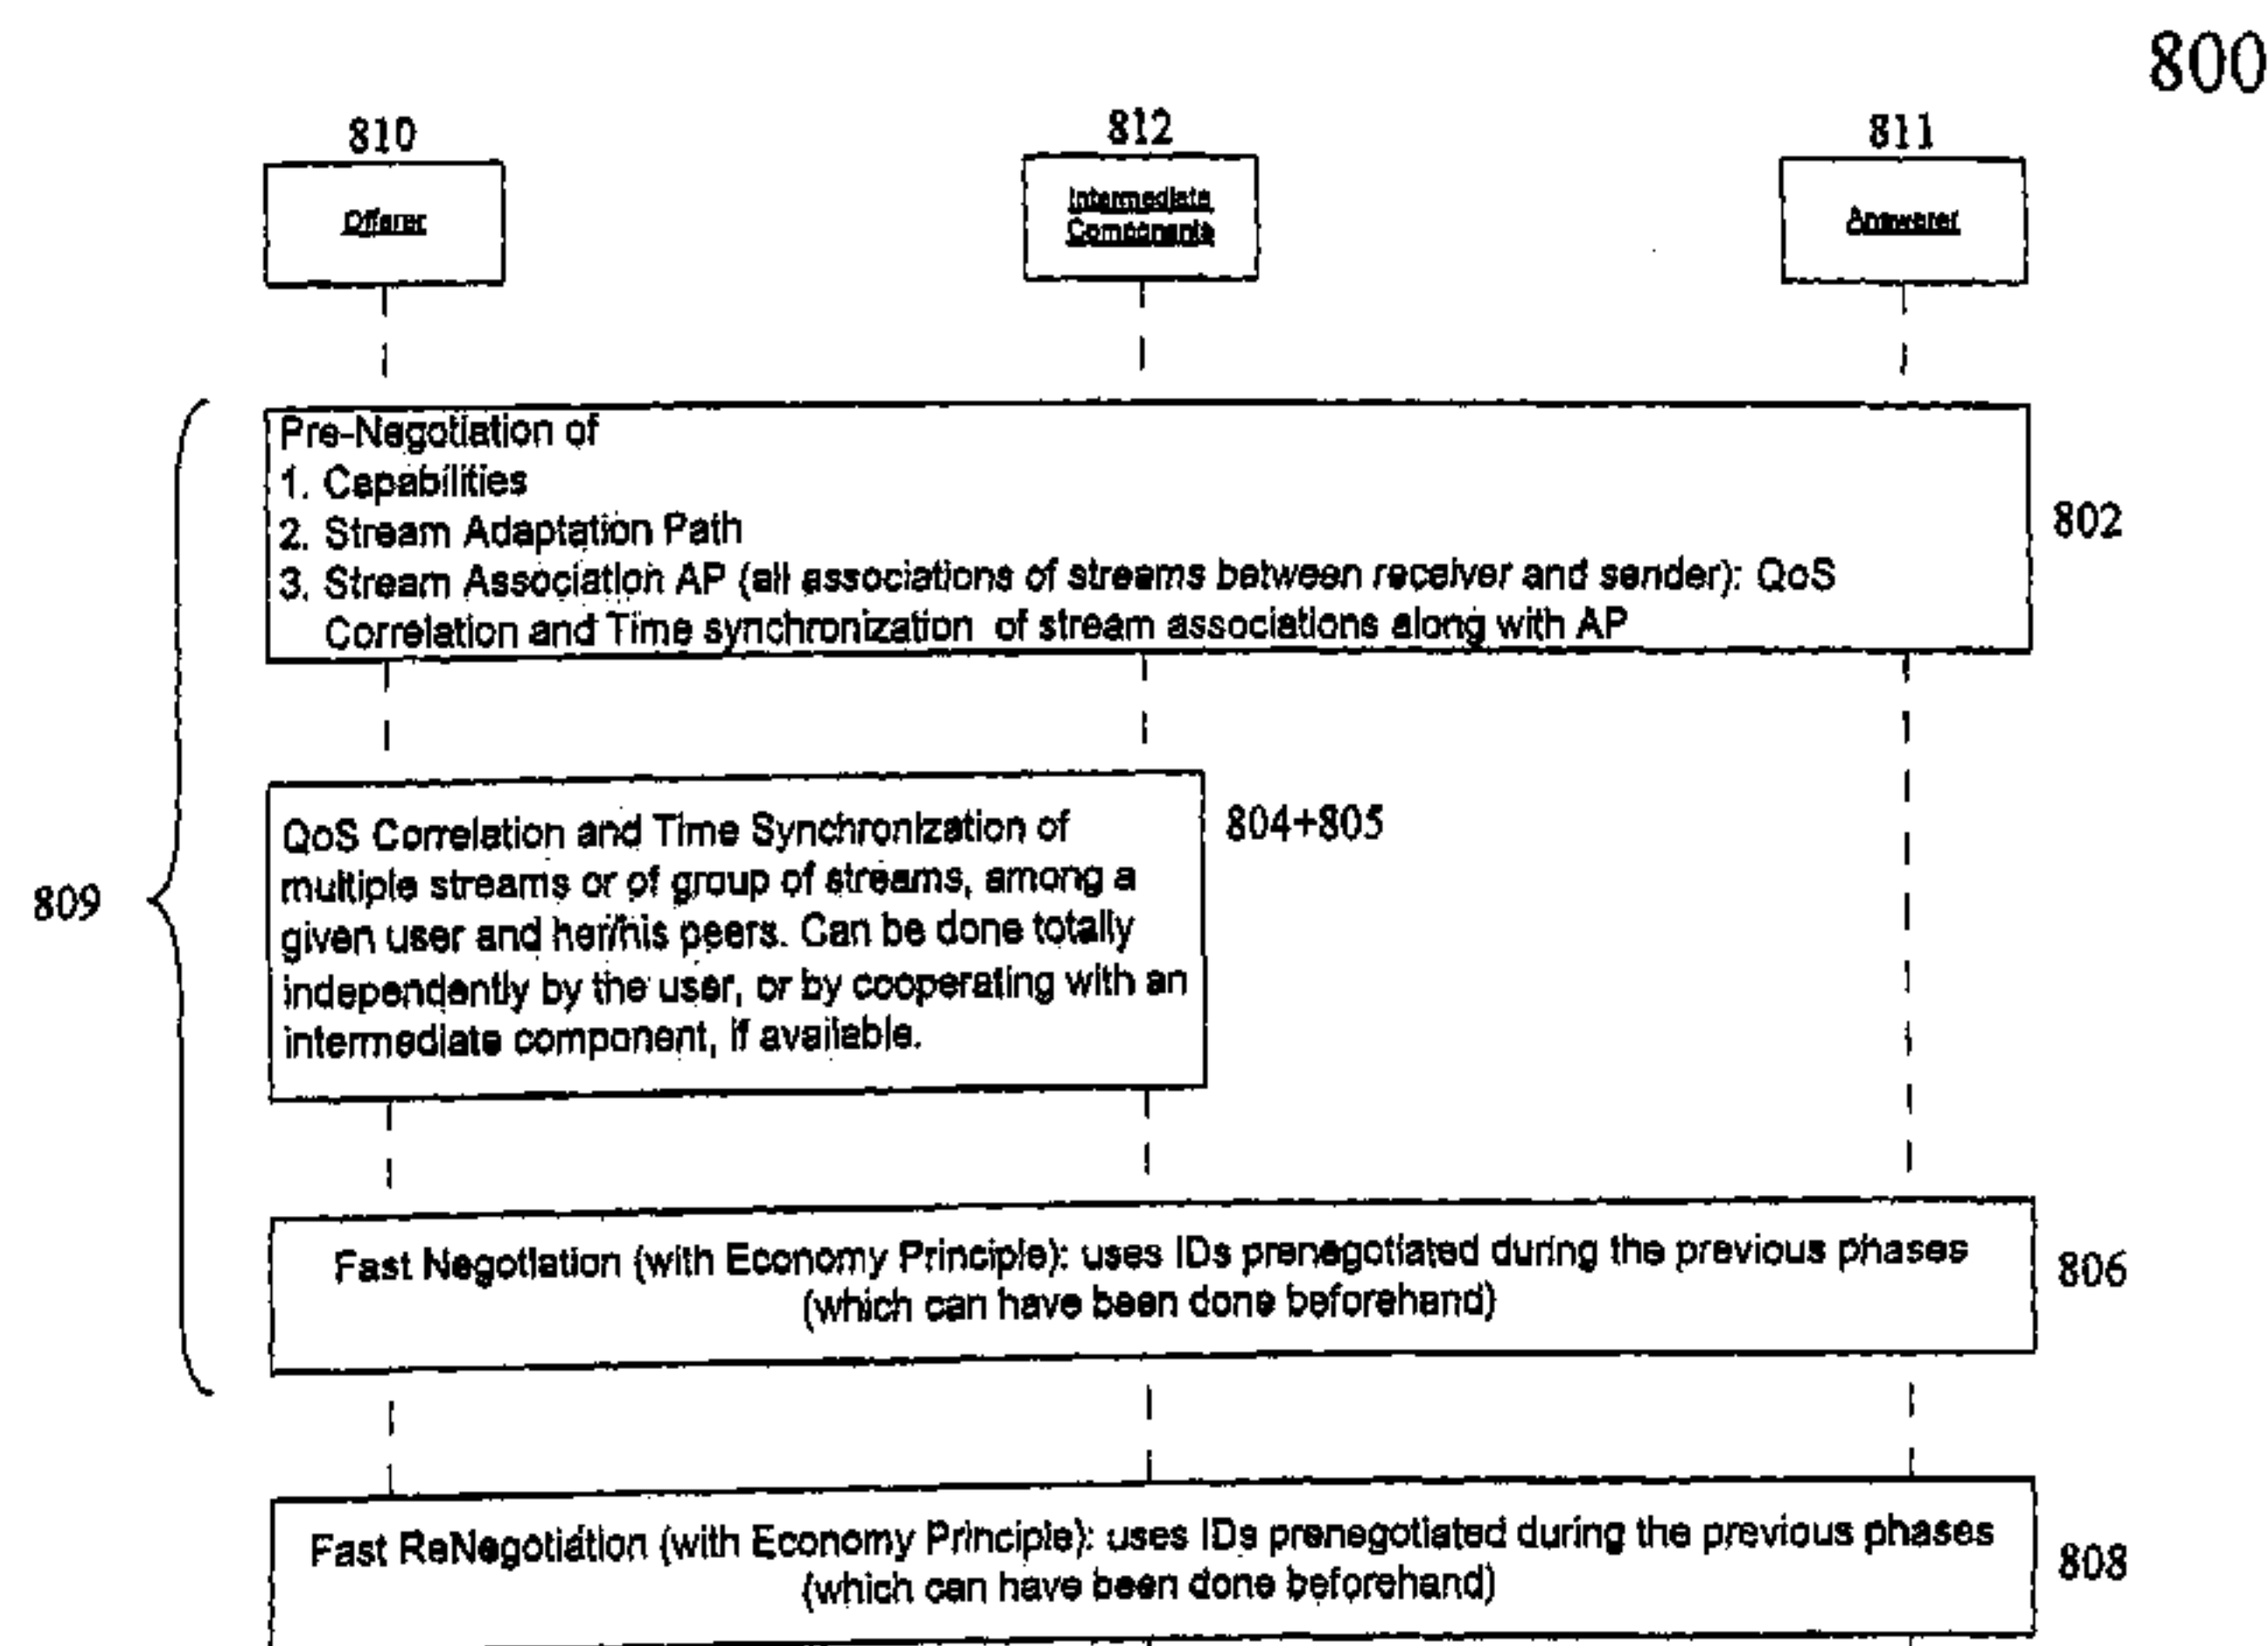 800
810
812
811
Offerer
Intermediate
Components
Answerer
Pre-Negotiation of
1. Capabilities
2. Stream Adaptation Path
3. Stream Association AP (all associations of streams between receiver and sender): QoS
Correlation and Time synchronization of stream associations along with AP
802
QoS Correlation and Time Synchronization of
multiple streams or of group of streams, among a
given user and her/his peers. Can be done totally
independently by the user, or by cooperating with an
intermediate component, if available.
804+805
809
Fast Negotiation (with Economy Principle): uses IDs prenegotiated during the previous phases
(which can have been done beforehand)
806
Fast ReNegotiation (with Economy Principle): uses IDs prenegotiated during the previous phases
(which can have been done beforehand)
808